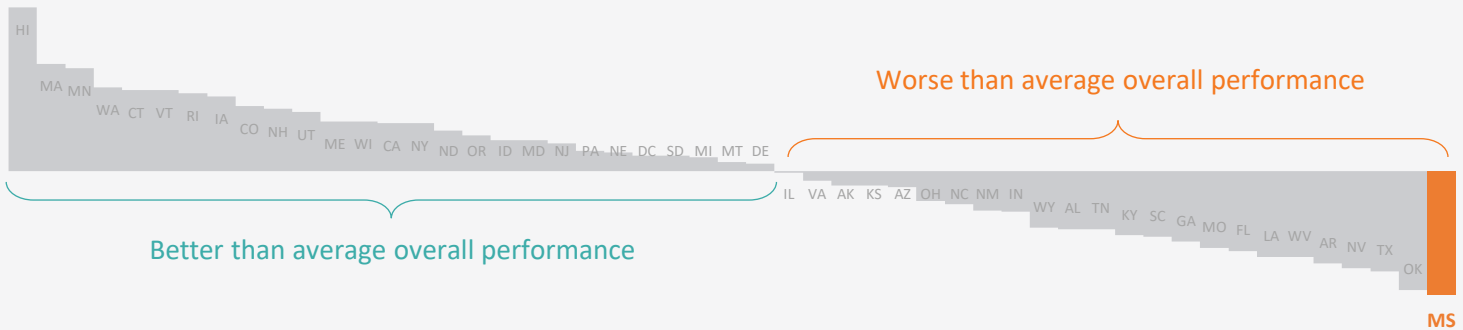 HI
MA
MN
WA
CT
VT
RI
IA
CO
NH
UT
ME
WI
CA
NY
ND
OR
ID
MD
NJ
PA
NE
DC
SD
MI
MT
DE
Worse than average overall performance
Better than average overall performance
IL
VA
AK
KS
AZ
OH
NC
NM
IN
WY
AL
TN
KY
SC
GA
MO
FL
LA
WV
AR
NV
TX
OK
MS